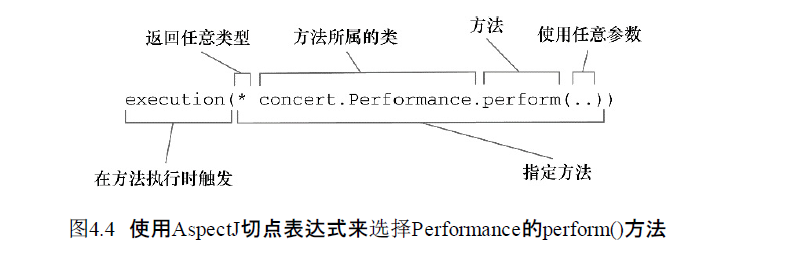 返回任意类型 方法所属的类 方法 使用任意参数
execution(* concert.Performance.perform(..))
在方法执行时触发 指定方法
图4.4 使用AspectJ切点表达式来选择Performance的perform()方法